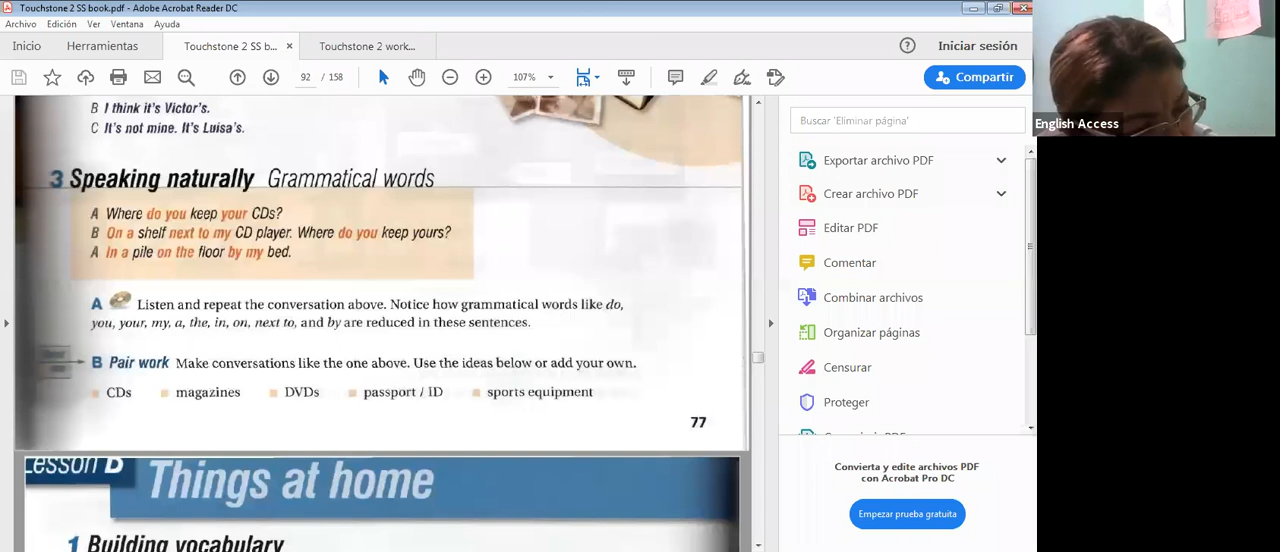 Touchstone 2 SS book.pdf - Adobe Acrobat Reader DC
Archivo Edición Ver Ventana Ayuda
Inicio Herramientas Touchstone 2 SS b... × Touchstone 2 work... Iniciar sesión
92 / 158 107% Compartir
B I think it's Victor's.
C It's not mine. It's Luisa's.
3 Speaking naturally Grammatical words
A Where do you keep your CDs?
B On a shelf next to my CD player. Where do you keep yours?
A In a pile on the floor by my bed.
A Listen and repeat the conversation above. Notice how grammatical words like do,
you, your, my, a, the, in, on, next to, and by are reduced in these sentences.
B Pair work Make conversations like the one above. Use the ideas below or add your own.
CDs magazines DVDs passport / ID sports equipment
77
Lesson B Things at home
1 Building vocabulary
Buscar 'Eliminar página'
Exportar archivo PDF
Crear archivo PDF
Editar PDF
Comentar
Combinar archivos
Organizar páginas
Censurar
Proteger
Convierta y edite archivos PDF
con Acrobat Pro DC
Empezar prueba gratuita
English Access